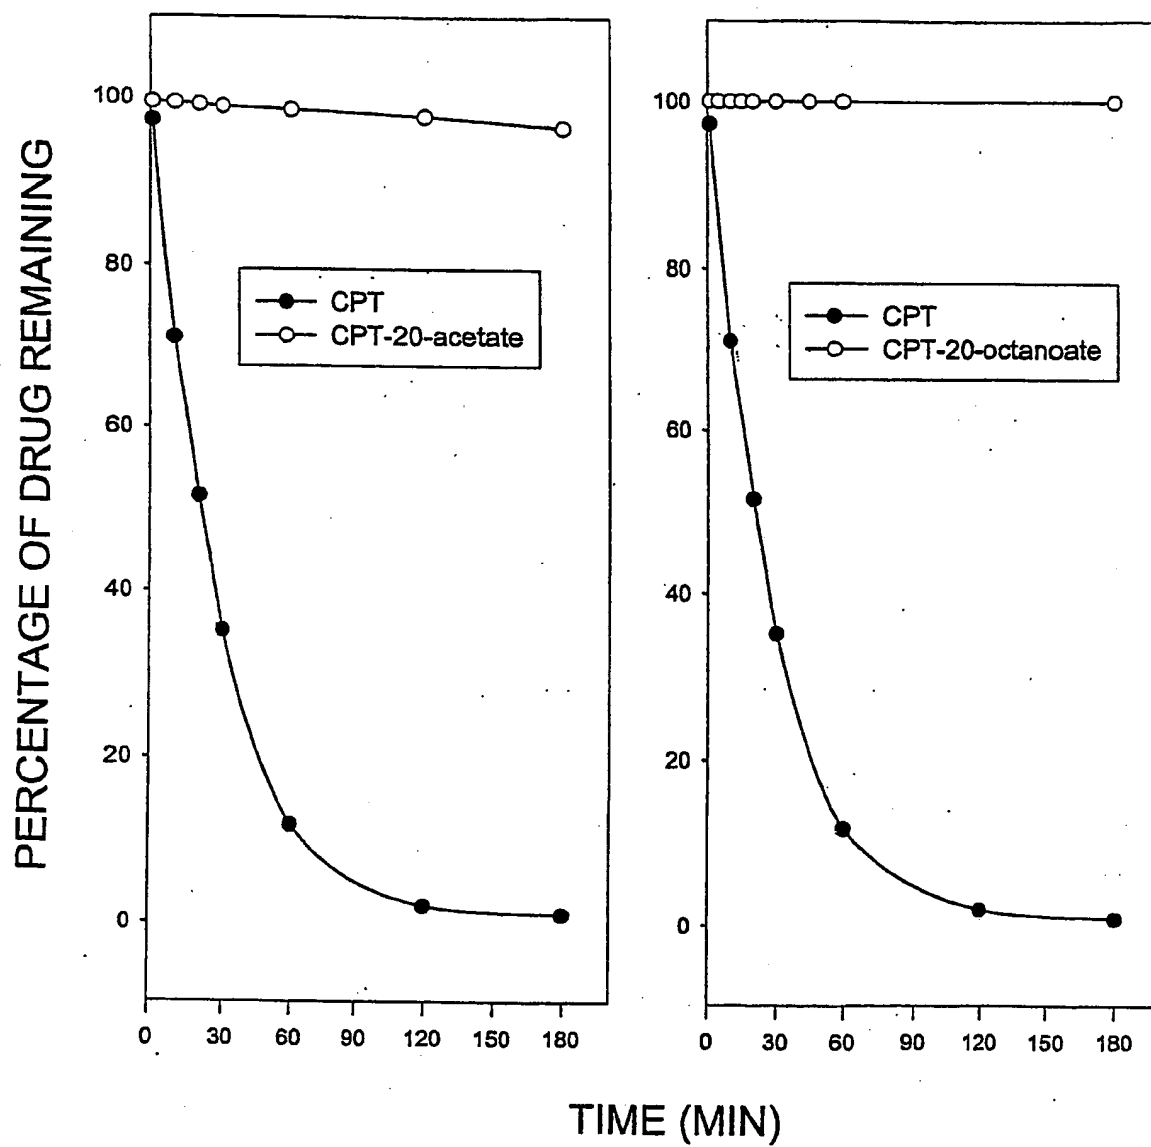 PERCENTAGE OF DRUG REMAINING
100
80
60
40
20
0
CPT
CPT-20-acetate
0 30 60 90 120 150 180
100
80
60
40
20
0
CPT
CPT-20-octanoate
0 30 60 90 120 150 180
TIME (MIN)